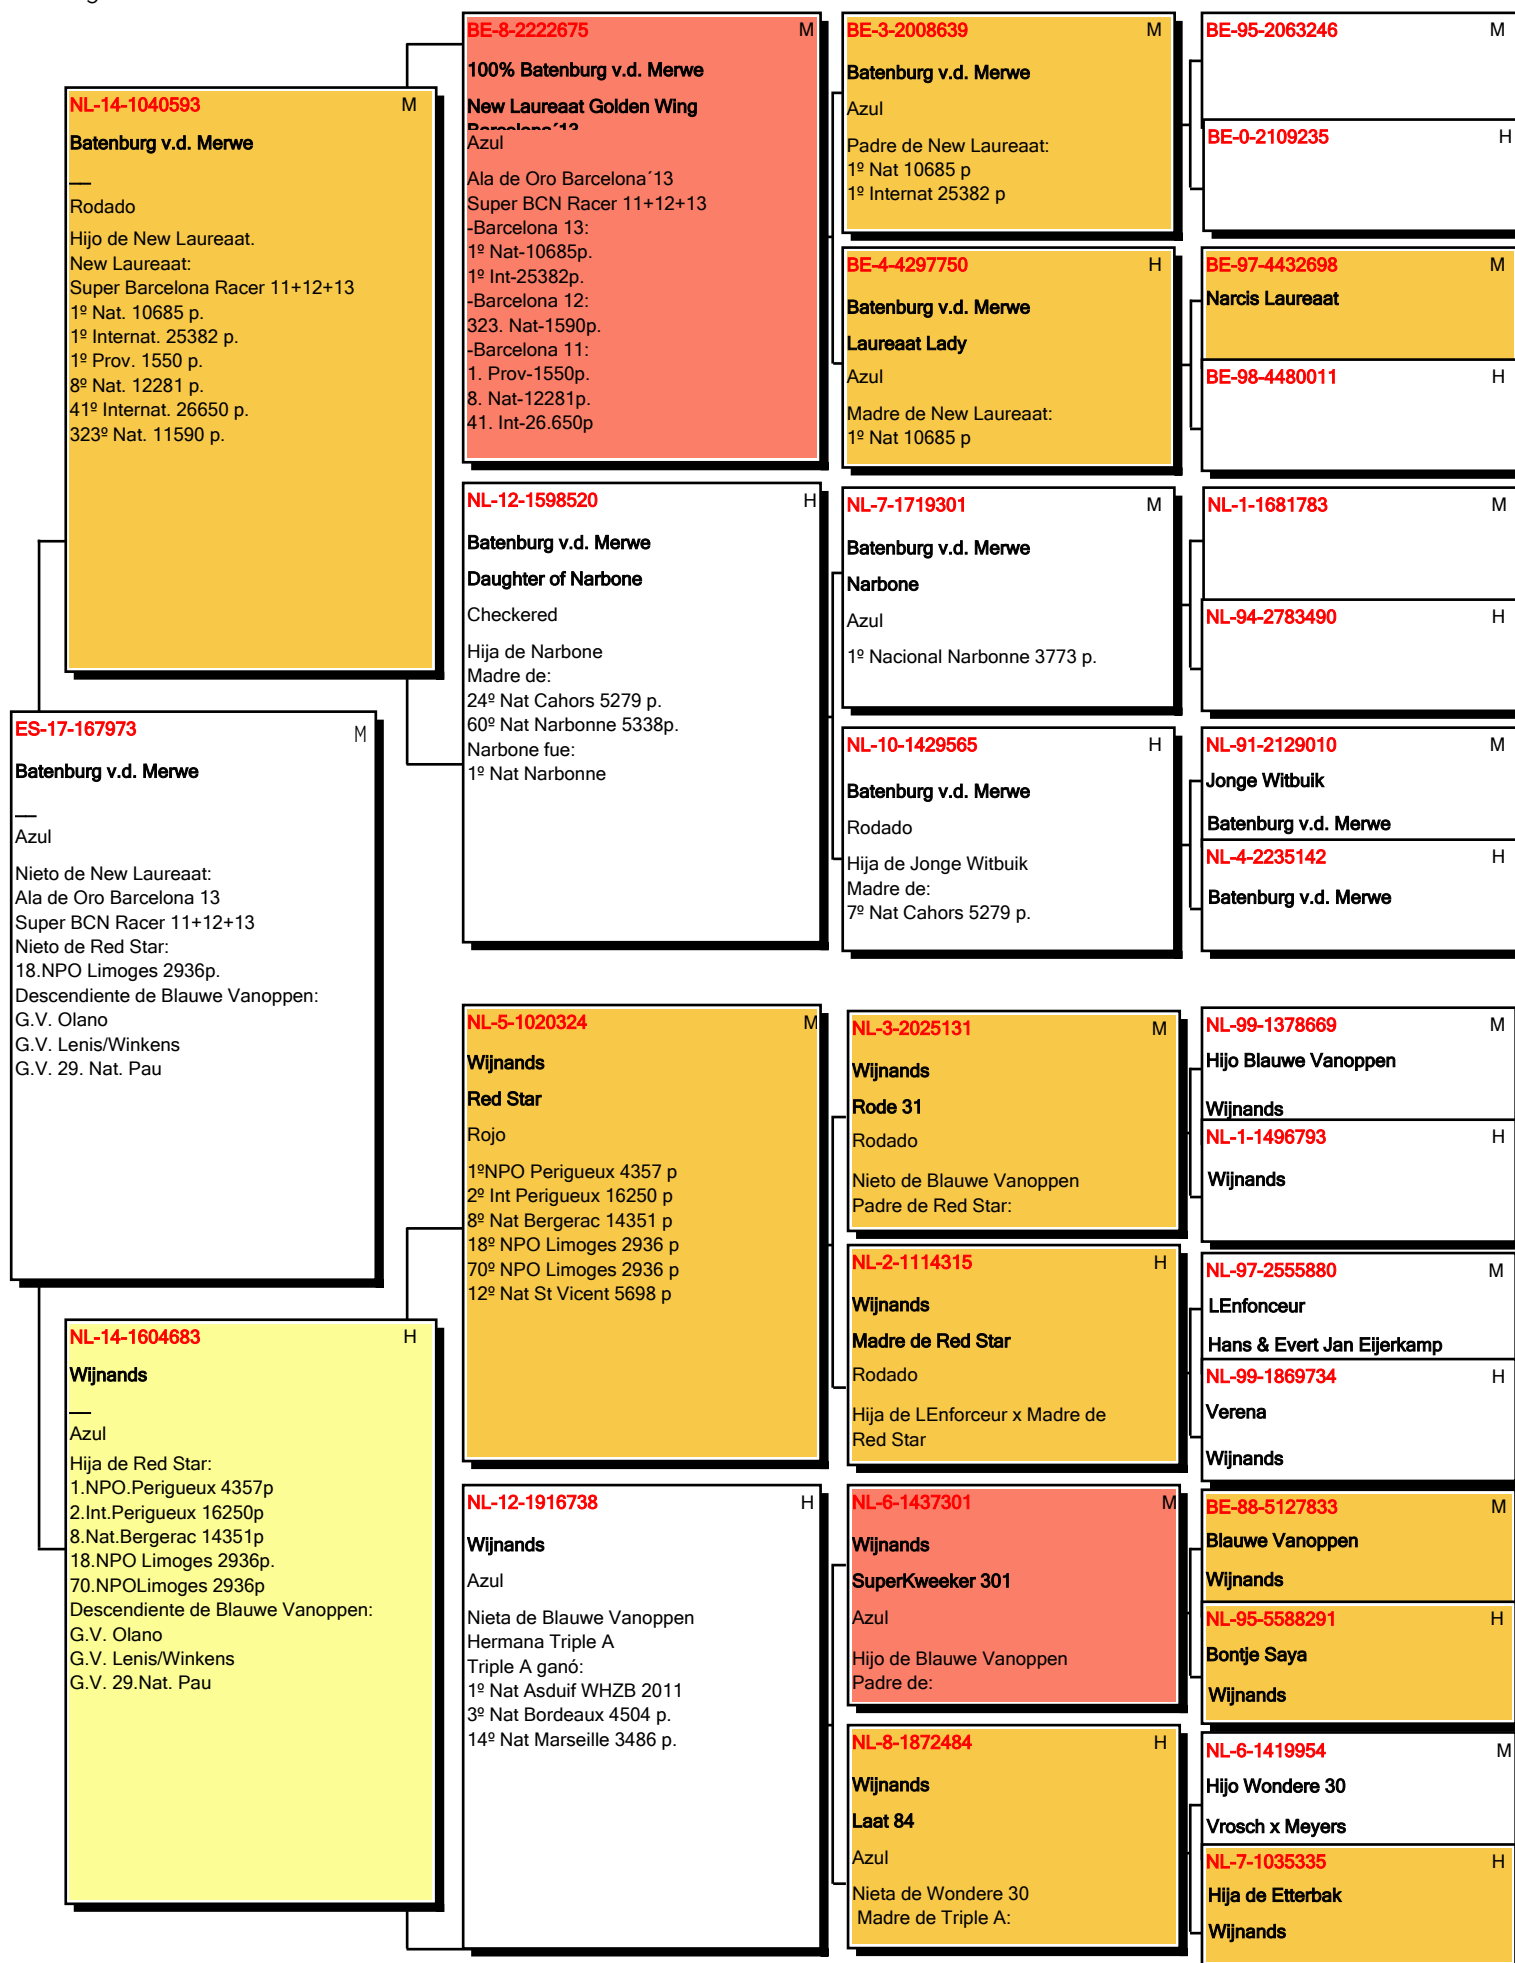 ES-17-167973 M
Batenburg v.d. Merwe
__
Azul
Nieto de New Laureaat:
Ala de Oro Barcelona 13
Super BCN Racer 11+12+13
Nieto de Red Star:
18.NPO Limoges 2936p.
Descendiente de Blauwe Vanoppen:
G.V. Olano
G.V. Lenis/Winkens
G.V. 29. Nat. Pau
NL-14-1040593 M
Batenburg v.d. Merwe
__
Rodado
Hijo de New Laureaat.
New Laureaat:
Super Barcelona Racer 11+12+13
1º Nat. 10685 p.
1º Internat. 25382 p.
1º Prov. 1550 p.
8º Nat. 12281 p.
41º Internat. 26650 p.
323º Nat. 11590 p.
NL-14-1604683 H
Wijnands
__
Azul
Hija de Red Star:
1.NPO.Perigueux 4357p
2.Int.Perigueux 16250p
8.Nat.Bergerac 14351p
18.NPO Limoges 2936p.
70.NPOLimoges 2936p
Descendiente de Blauwe Vanoppen:
G.V. Olano
G.V. Lenis/Winkens
G.V. 29.Nat. Pau
BE-8-2222675 M
100% Batenburg v.d. Merwe
New Laureaat Golden Wing
Barcelona´13
Azul
Ala de Oro Barcelona´13
Super BCN Racer 11+12+13
-Barcelona 13:
1º Nat-10685p.
1º Int-25382p.
-Barcelona 12:
323. Nat-1590p.
-Barcelona 11:
1. Prov-1550p.
8. Nat-12281p.
41. Int-26.650p
NL-12-1598520 H
Batenburg v.d. Merwe
Daughter of Narbone
Checkered
Hija de Narbone
Madre de:
24º Nat Cahors 5279 p.
60º Nat Narbonne 5338p.
Narbone fue:
1º Nat Narbonne
NL-5-1020324 M
Wijnands
Red Star
Rojo
1ºNPO Perigueux 4357 p
2º Int Perigueux 16250 p
8º Nat Bergerac 14351 p
18º NPO Limoges 2936 p
70º NPO Limoges 2936 p
12º Nat St Vicent 5698 p
NL-12-1916738 H
Wijnands
Azul
Nieta de Blauwe Vanoppen
Hermana Triple A
Triple A ganó:
1º Nat Asduif WHZB 2011
3º Nat Bordeaux 4504 p.
14º Nat Marseille 3486 p.
BE-3-2008639 M
Batenburg v.d. Merwe
Azul
Padre de New Laureaat:
1º Nat 10685 p
1º Internat 25382 p
BE-4-4297750 H
Batenburg v.d. Merwe
Laureaat Lady
Azul
Madre de New Laureaat:
1º Nat 10685 p
NL-7-1719301 M
Batenburg v.d. Merwe
Narbone
Azul
1º Nacional Narbonne 3773 p.
NL-10-1429565 H
Batenburg v.d. Merwe
Rodado
Hija de Jonge Witbuik
Madre de:
7º Nat Cahors 5279 p.
NL-3-2025131 M
Wijnands
Rode 31
Rodado
Nieto de Blauwe Vanoppen
Padre de Red Star:
NL-2-1114315 H
Wijnands
Madre de Red Star
Rodado
Hija de LEnforceur x Madre de
Red Star
NL-6-1437301 M
Wijnands
SuperKweeker 301
Azul
Hijo de Blauwe Vanoppen
Padre de:
NL-8-1872484 H
Wijnands
Laat 84
Azul
Nieta de Wondere 30
Madre de Triple A:
BE-95-2063246 M
BE-0-2109235 H
BE-97-4432698 M
Narcis Laureaat
BE-98-4480011 H
NL-1-1681783 M
NL-94-2783490 H
NL-91-2129010 M
Jonge Witbuik
Batenburg v.d. Merwe
NL-4-2235142 H
Batenburg v.d. Merwe
NL-99-1378669 M
Hijo Blauwe Vanoppen
Wijnands
NL-1-1496793 H
Wijnands
NL-97-2555880 M
LEnfonceur
Hans & Evert Jan Eijerkamp
NL-99-1869734 H
Verena
Wijnands
BE-88-5127833 M
Blauwe Vanoppen
Wijnands
NL-95-5588291 H
Bontje Saya
Wijnands
NL-6-1419954 M
Hijo Wondere 30
Vrosch x Meyers
NL-7-1035335 H
Hija de Etterbak
Wijnands